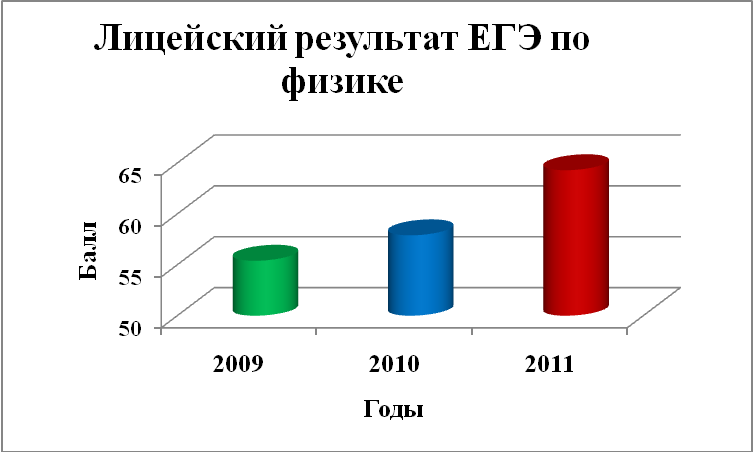 Лицейский результат ЕГЭ по
физике
65
60
55
50
Балл
2009 2010 2011
Годы